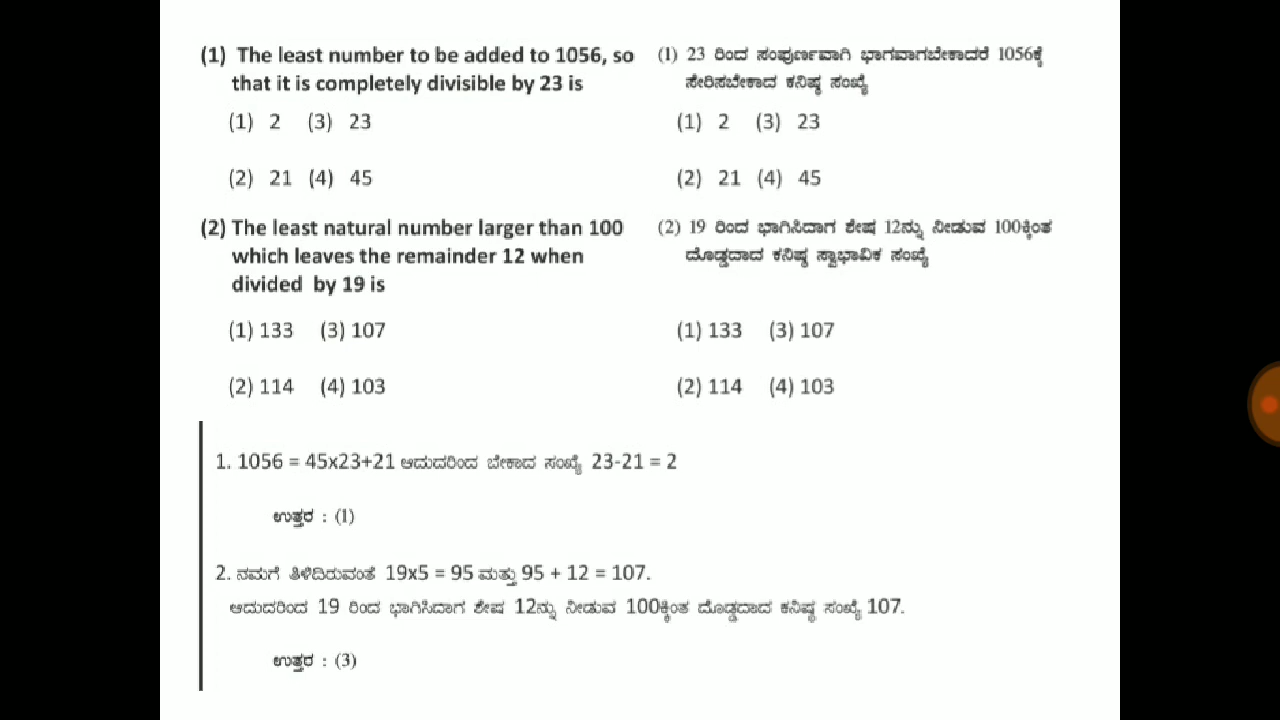 (1) The least number to be added to 1056, so
that it is completely divisible by 23 is
(1) 2 (3) 23
(2) 21 (4) 45
(2) The least natural number larger than 100
which leaves the remainder 12 when
divided by 19 is
(1) 133 (3) 107
(2) 114 (4) 103
(1) 23 ರಿಂದ ಸಂಪುರ್ಣವಾಗಿ ಭಾಗವಾಗಬೇಕಾದರೆ 1056ಕ್ಕೆ
ಸೇರಿಸಬೇಕಾದ ಕನಿಷ್ಠ ಸಂಖ್ಯೆ
(1) 2 (3) 23
(2) 21 (4) 45
(2) 19 ರಿಂದ ಭಾಗಿಸಿದಾಗ ಶೇಷ 12ನ್ನು ನೀಡುವ 100ಕ್ಕಿಂತ
ದೊಡ್ಡದಾದ ಕನಿಷ್ಠ ಸ್ವಾಭಾವಿಕ ಸಂಖ್ಯೆ
(1) 133 (3) 107
(2) 114 (4) 103
1. 1056 = 45x23+21 ಆದುದರಿಂದ ಬೇಕಾದ ಸಂಖ್ಯೆ 23-21 = 2
ಉತ್ತರ : (1)
2. ನಮಗೆ ತಿಳಿದಿರುವಂತೆ 19x5 = 95 ಮತ್ತು 95 + 12 = 107.
ಆದುದರಿಂದ 19 ರಿಂದ ಭಾಗಿಸಿದಾಗ ಶೇಷ 12ನ್ನು ನೀಡುವ 100ಕ್ಕಿಂತ ದೊಡ್ಡದಾದ ಕನಿಷ್ಠ ಸಂಖ್ಯೆ 107.
ಉತ್ತರ : (3)